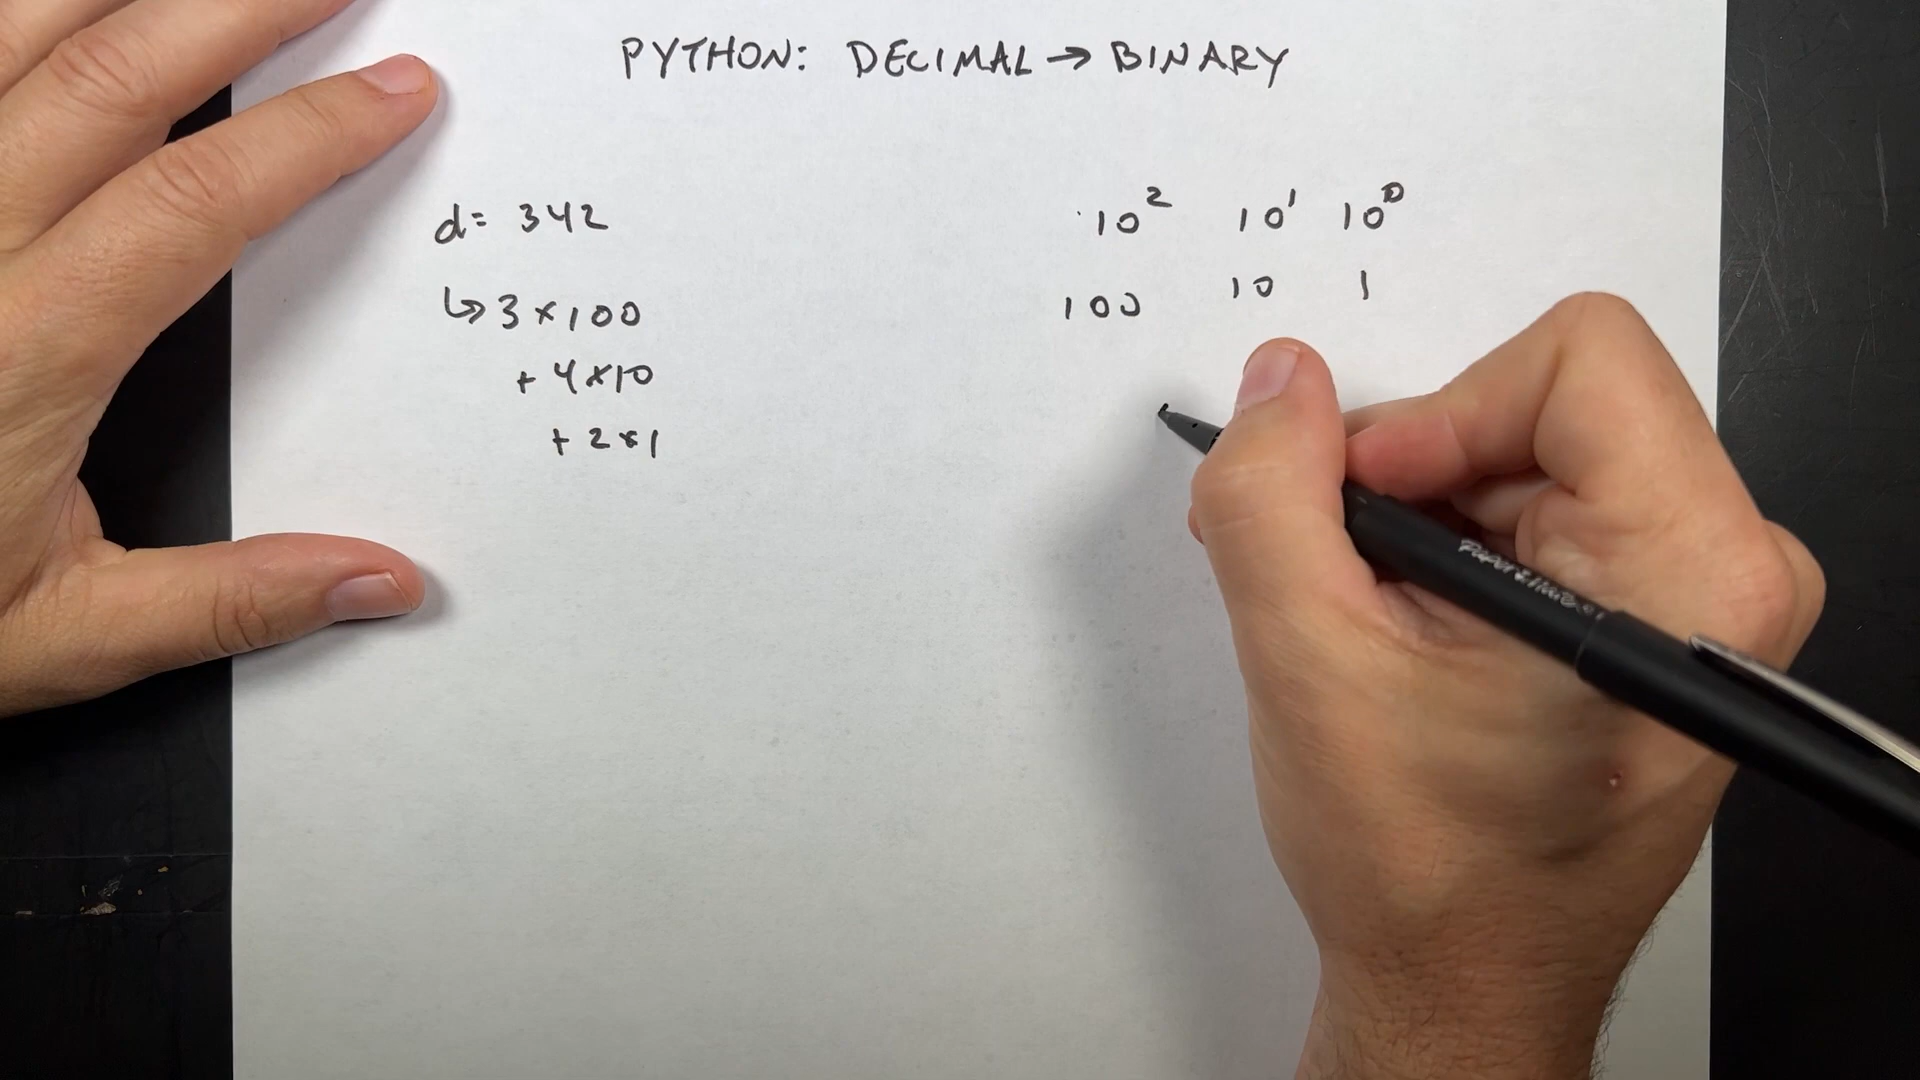 PYTHON: DECIMAL → BINARY
d= 342
↳ 3 × 100
+ 4 × 10
+ 2 × 1
10² 10¹ 10⁰
100 10 1